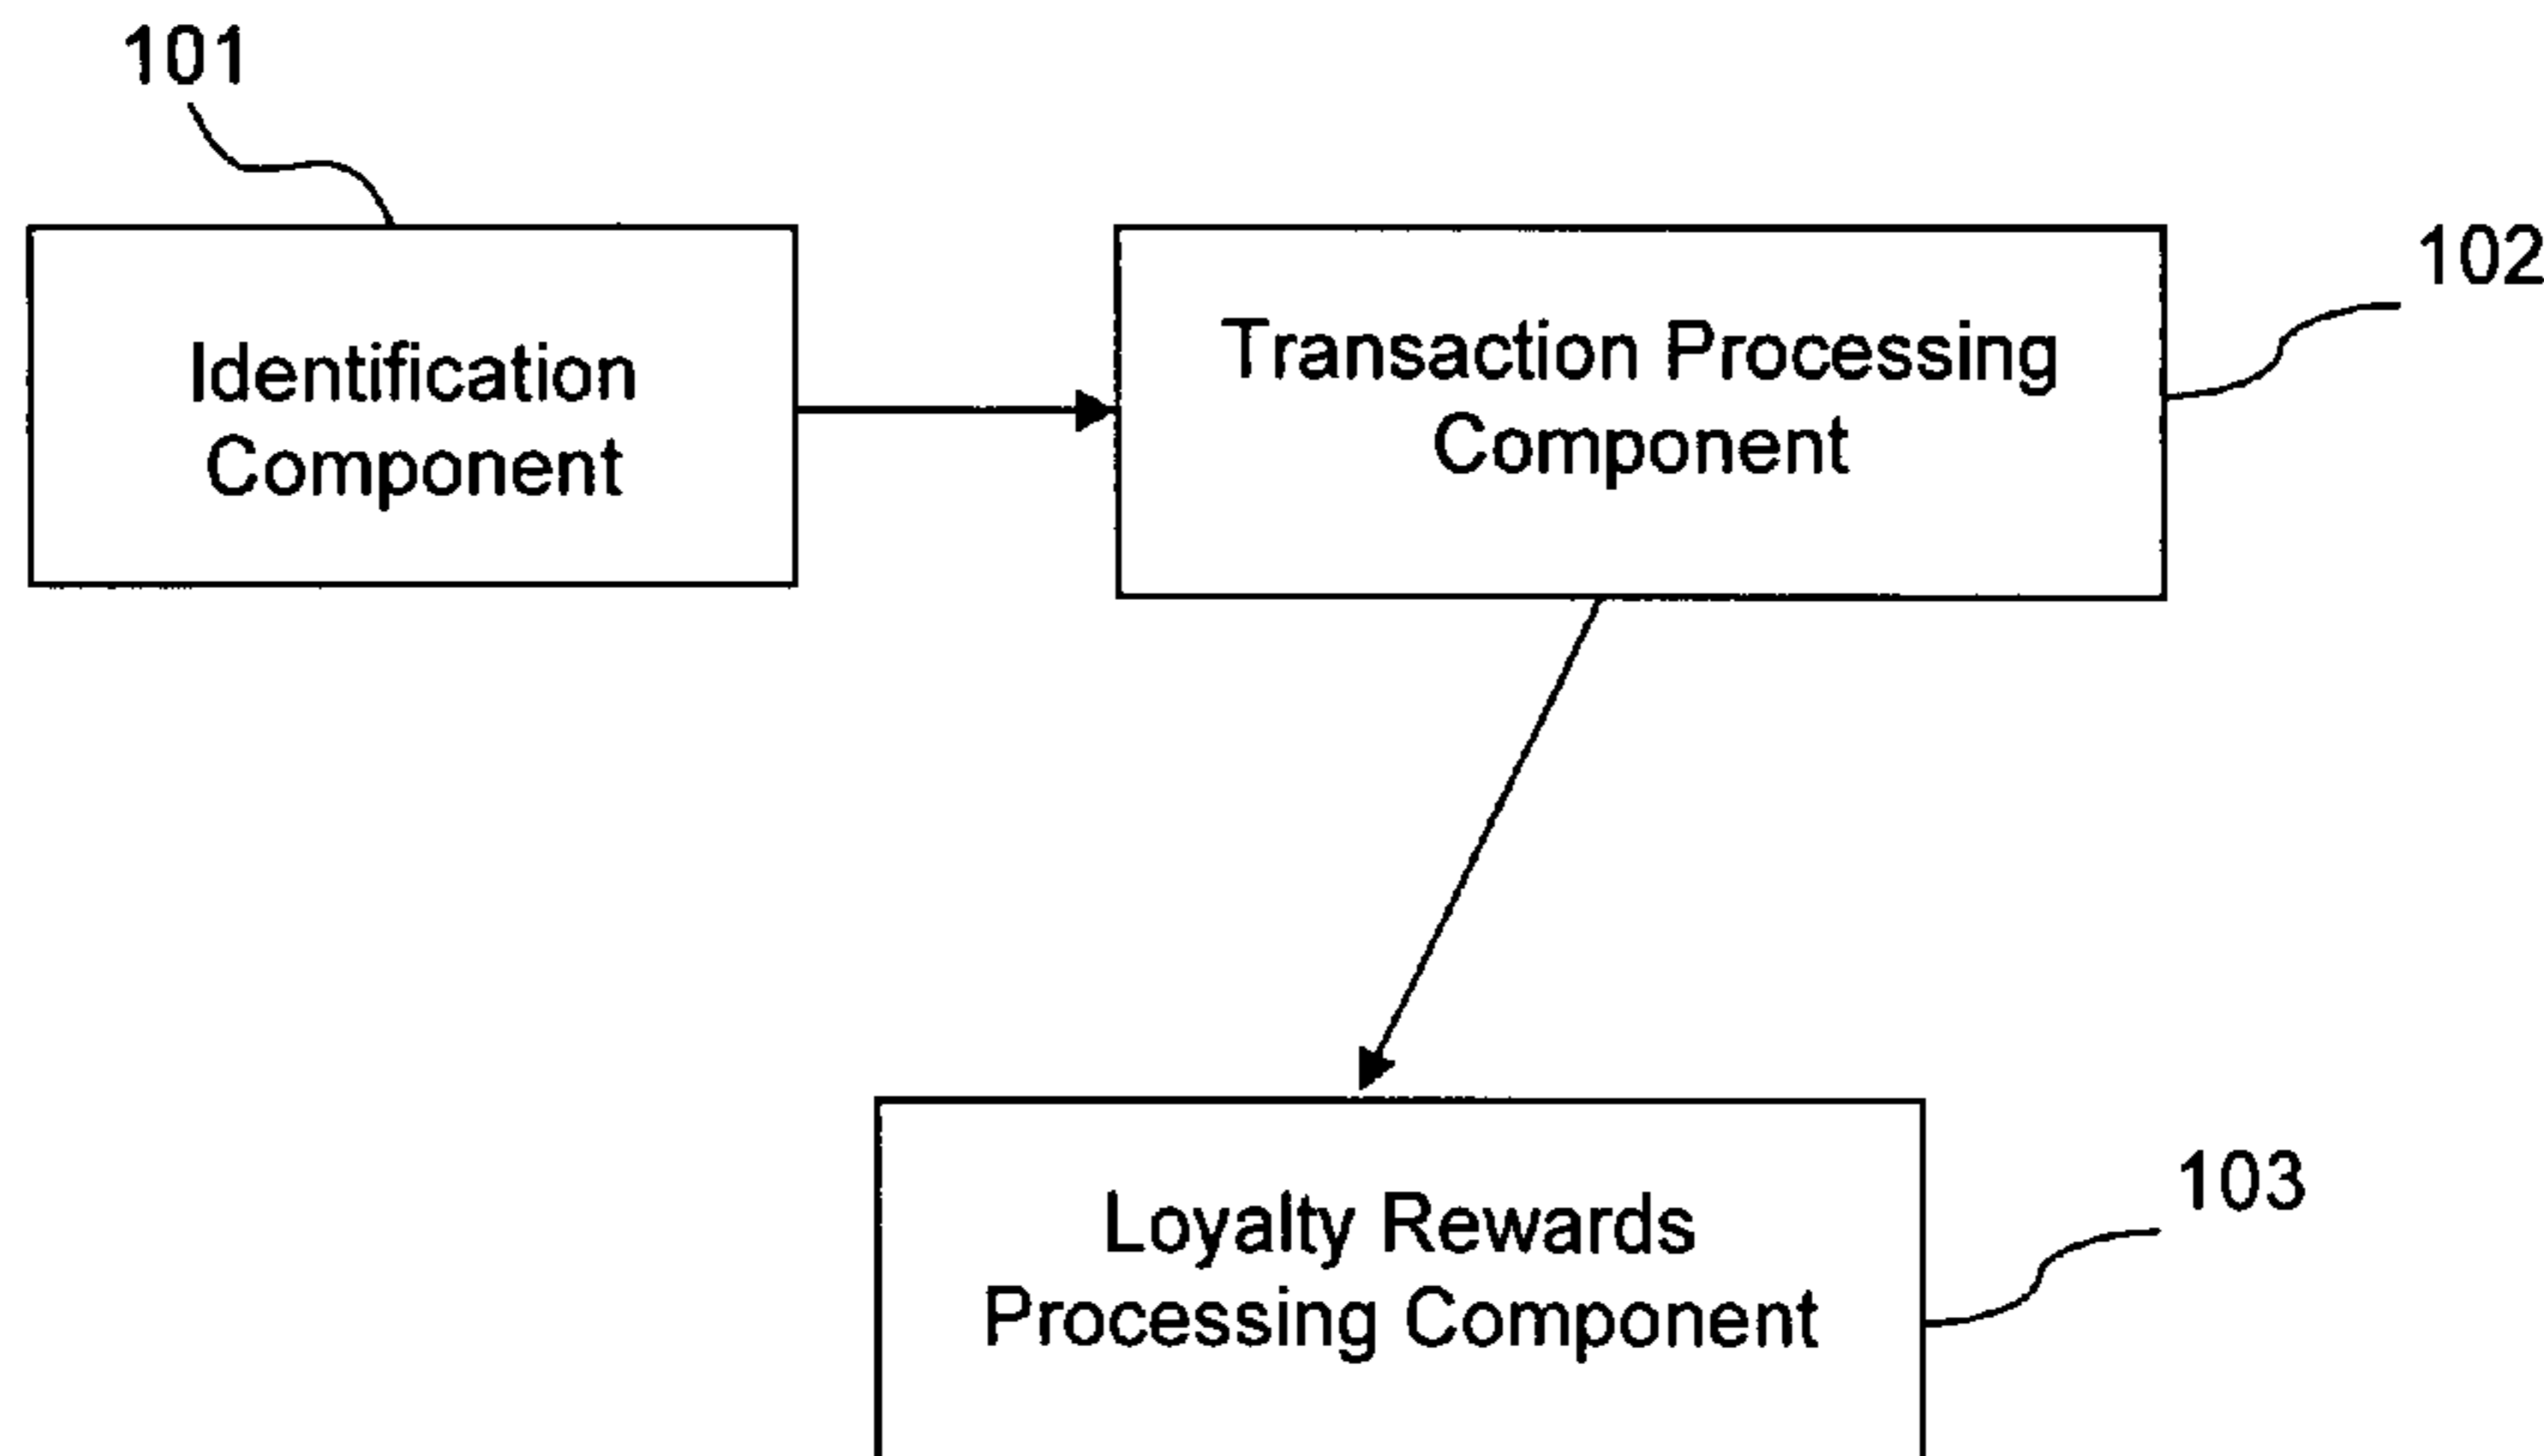 101
102
Identification
Component
Transaction Processing
Component
103
Loyalty Rewards
Processing Component